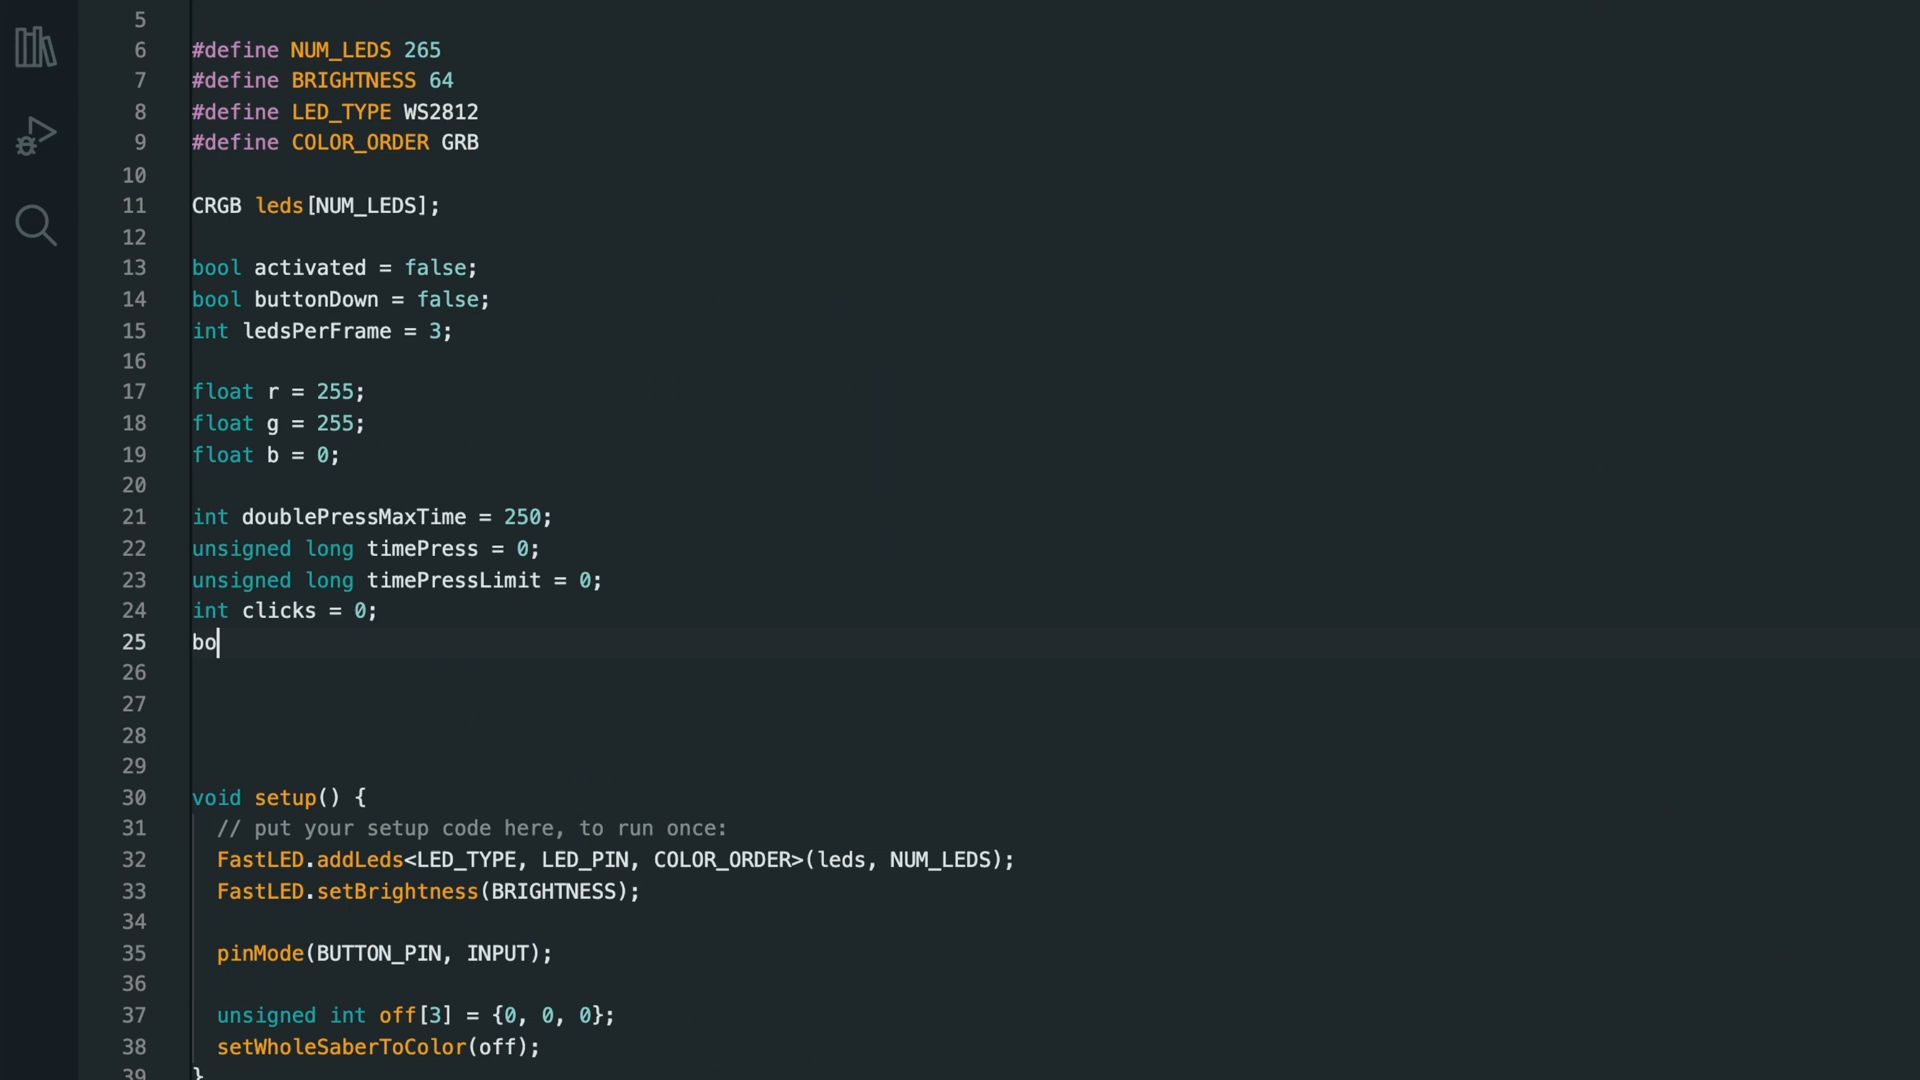 5
6 #define NUM_LEDS 265
7 #define BRIGHTNESS 64
8 #define LED_TYPE WS2812
9 #define COLOR_ORDER GRB
10
11 CRGB leds[NUM_LEDS];
12
13 bool activated = false;
14 bool buttonDown = false;
15 int ledsPerFrame = 3;
16
17 float r = 255;
18 float g = 255;
19 float b = 0;
20
21 int doublePressMaxTime = 250;
22 unsigned long timePress = 0;
23 unsigned long timePressLimit = 0;
24 int clicks = 0;
25 bo
26
27
28
29
30 void setup() {
31 // put your setup code here, to run once:
32 FastLED.addLeds<LED_TYPE, LED_PIN, COLOR_ORDER>(leds, NUM_LEDS);
33 FastLED.setBrightness(BRIGHTNESS);
34
35 pinMode(BUTTON_PIN, INPUT);
36
37 unsigned int off[3] = {0, 0, 0};
38 setWholeSaberToColor(off);
39 }